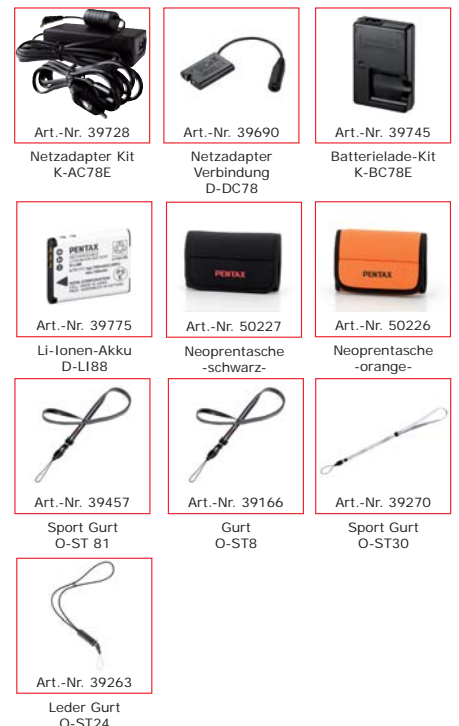 Art.-Nr. 39728
Netzadapter Kit
K-AC78E
Art.-Nr. 39690
Netzadapter
Verbindung
D-DC78
Art.-Nr. 39745
Batterielade-Kit
K-BC78E
PENTAX
D-LI88
Art.-Nr. 39775
Li-Ionen-Akku
D-LI88
PENTAX
Art.-Nr. 50227
Neoprentasche
-schwarz-
PENTAX
Art.-Nr. 50226
Neoprentasche
-orange-
Art.-Nr. 39457
Sport Gurt
O-ST 81
Art.-Nr. 39166
Gurt
O-ST8
Art.-Nr. 39270
Sport Gurt
O-ST30
Art.-Nr. 39263
Leder Gurt
O-ST24